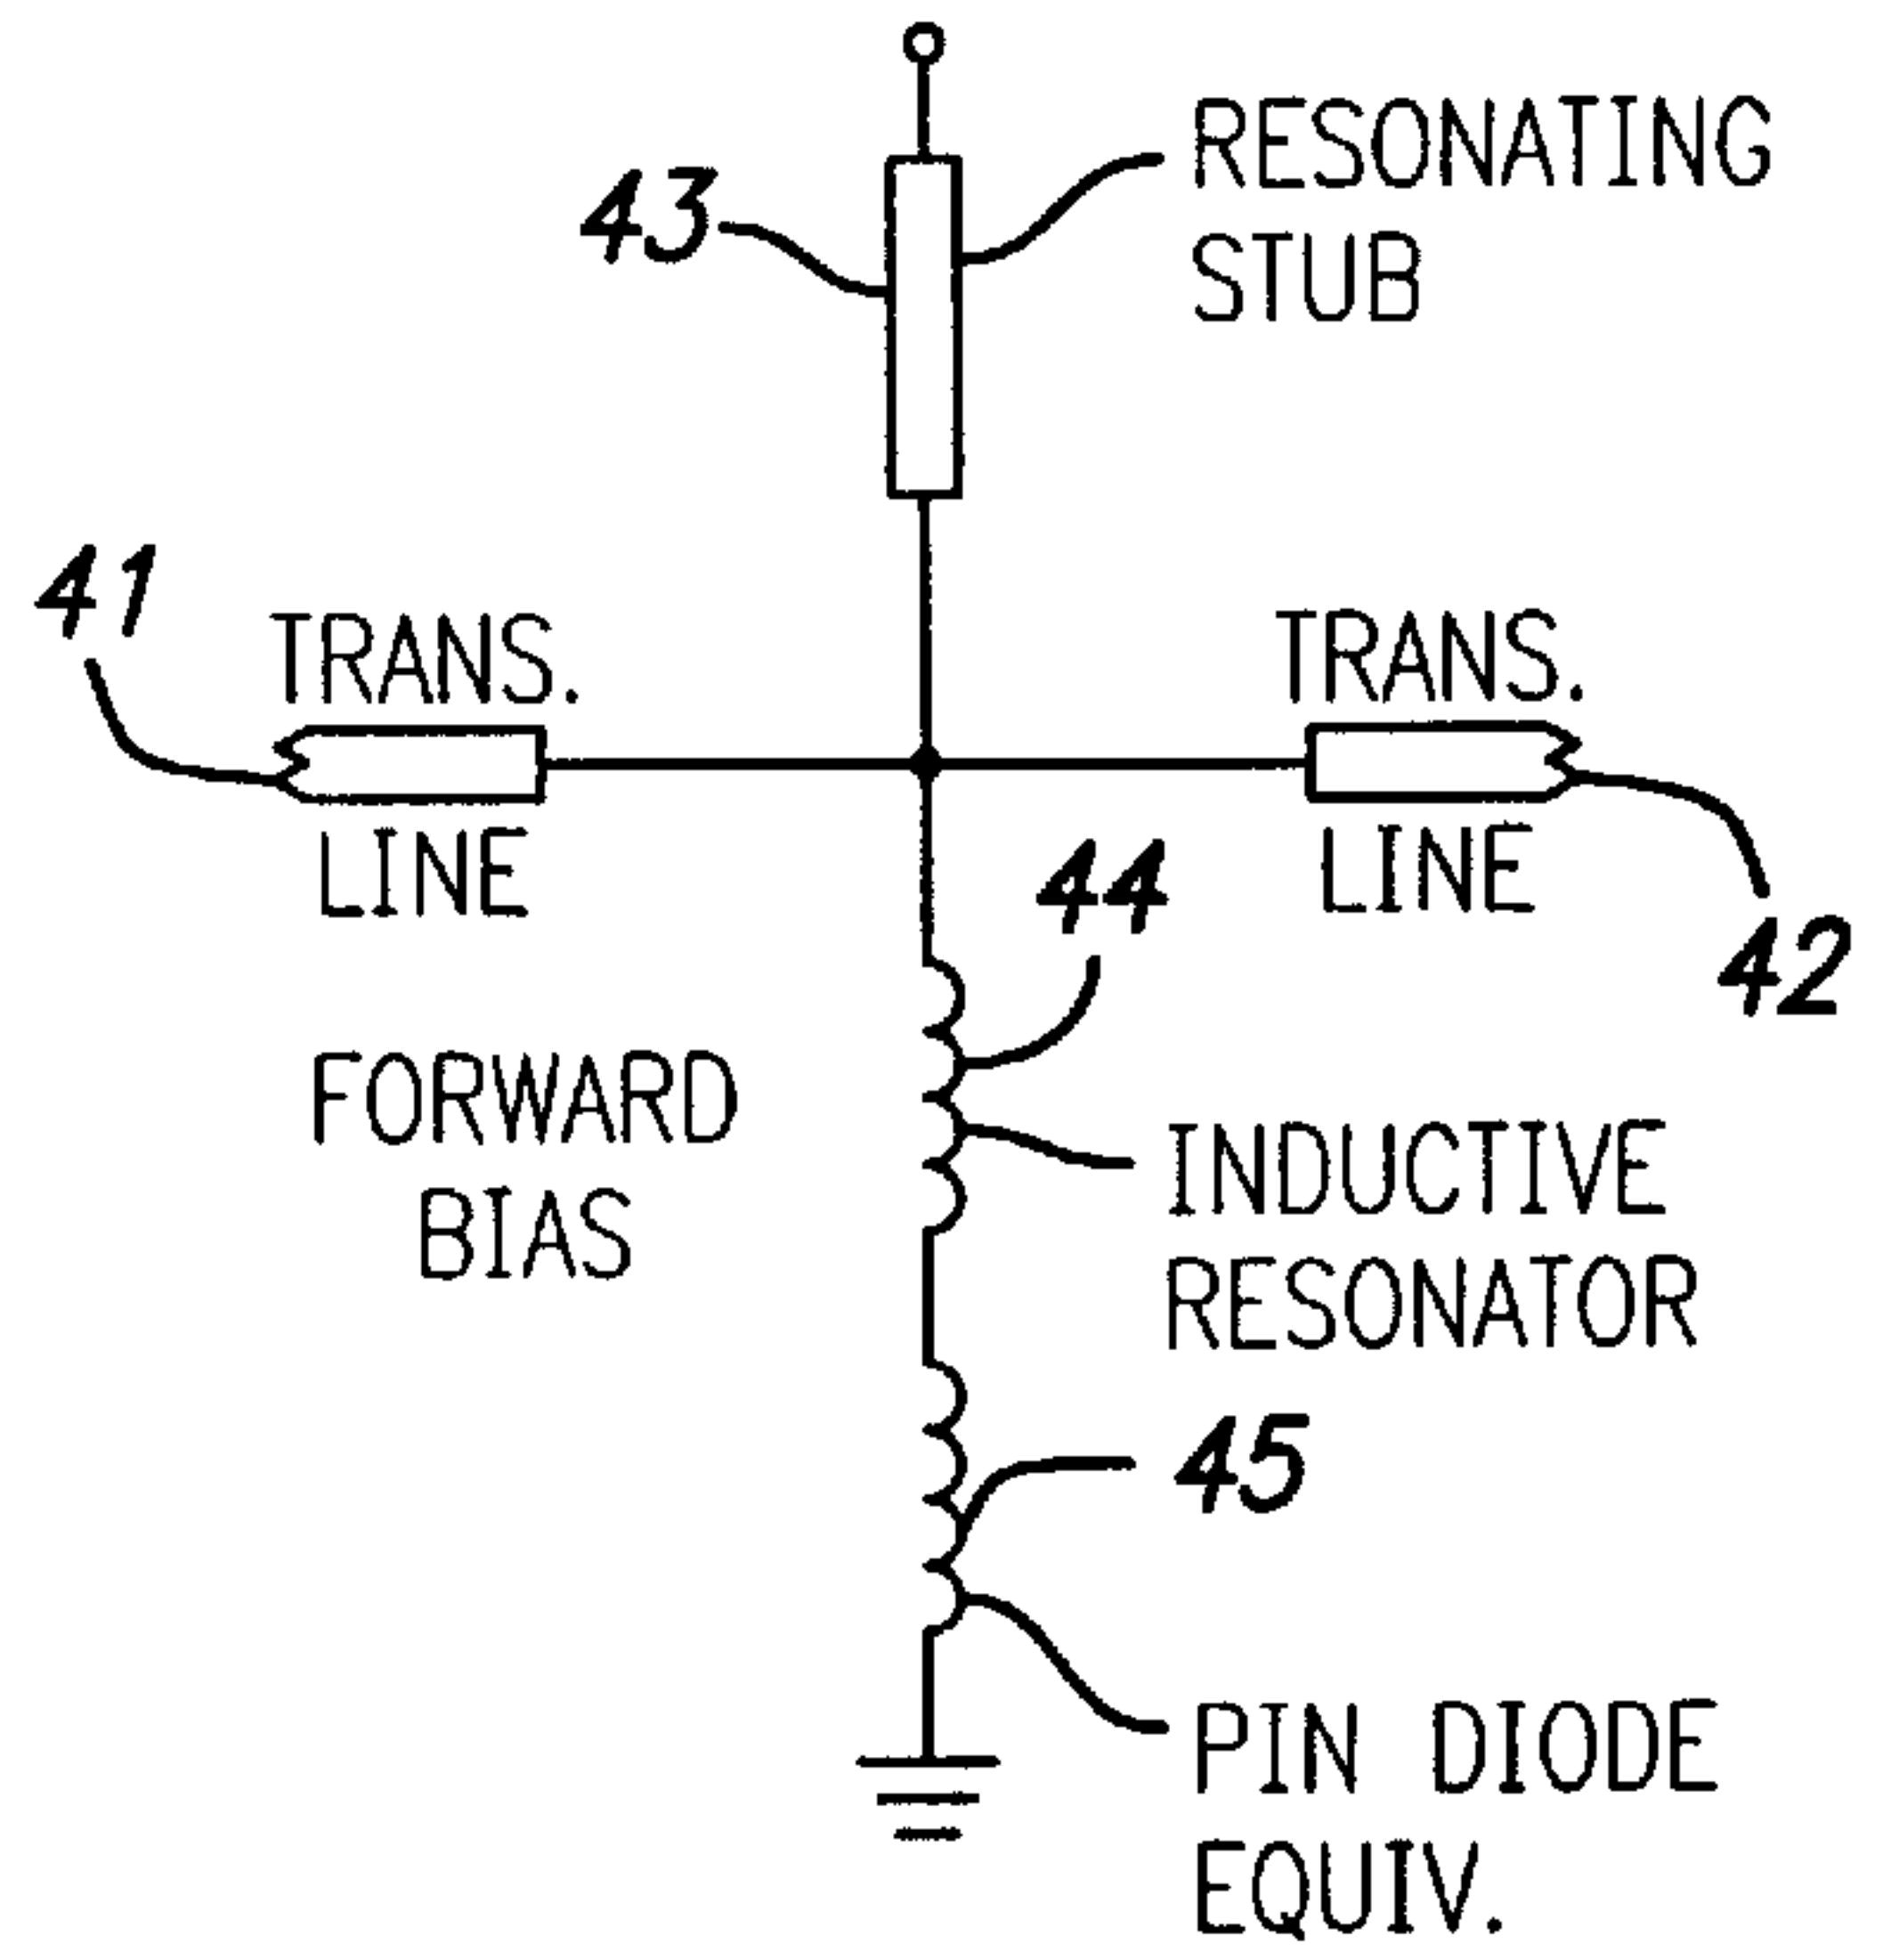 RESONATING
STUB
43
41
TRANS.
LINE
TRANS.
LINE
42
44
FORWARD
BIAS
INDUCTIVE
RESONATOR
45
PIN DIODE
EQUIV.